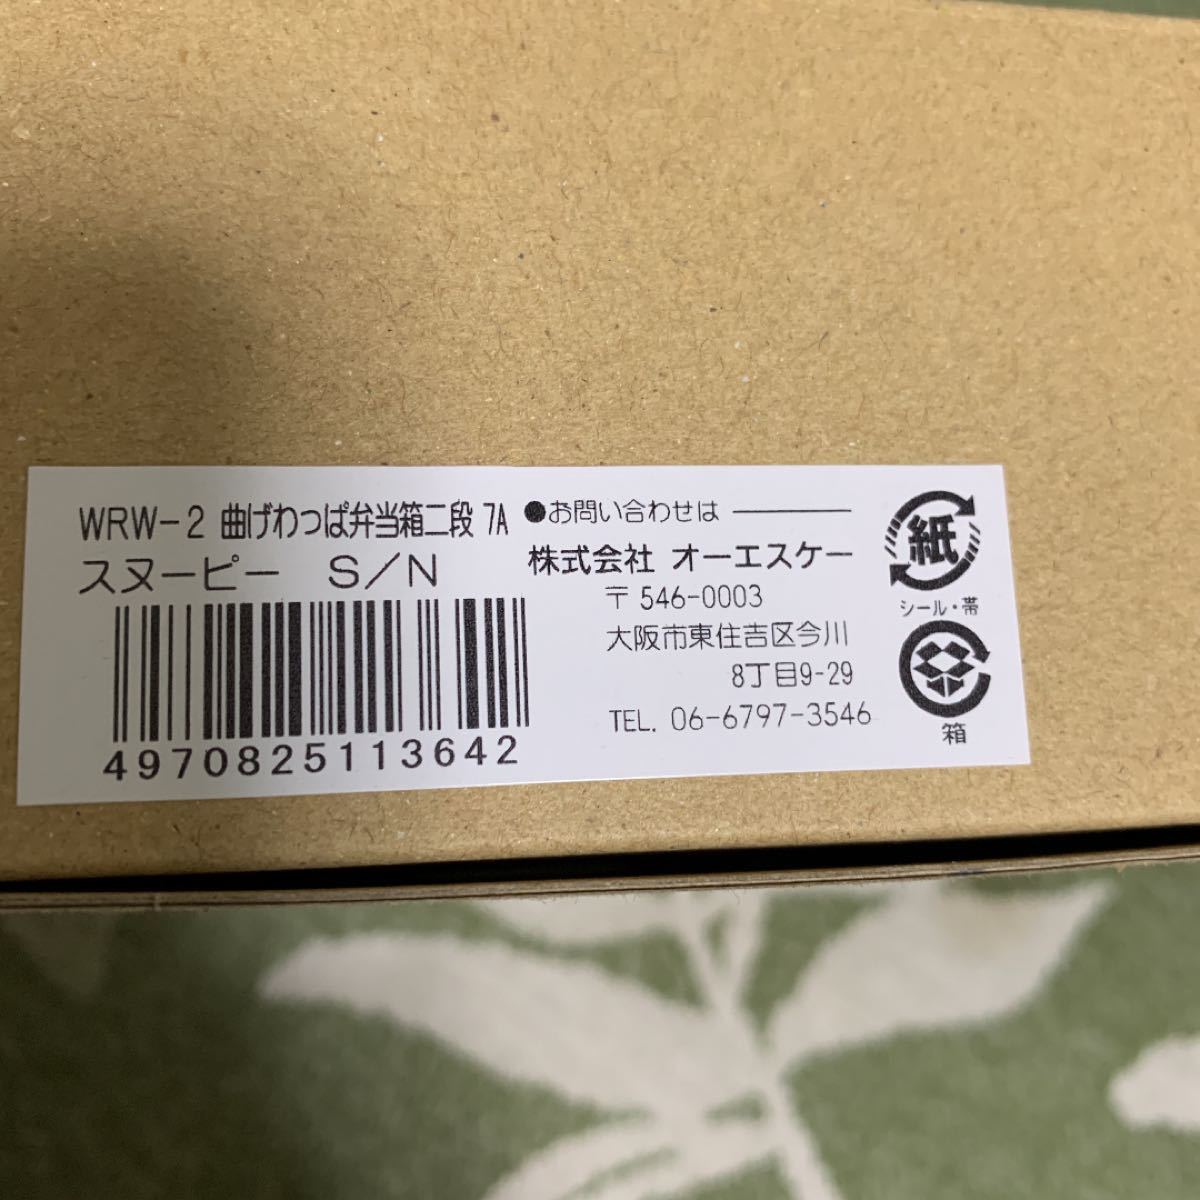 WRW-2 曲げわっぱ弁当箱二段 7A
スヌーピー S/N
4970825113642
●お問い合わせは
株式会社 オーエスケー
〒546-0003
大阪市東住吉区今川
8丁目9-29
TEL. 06-6797-3546
紙
シール・帯
箱